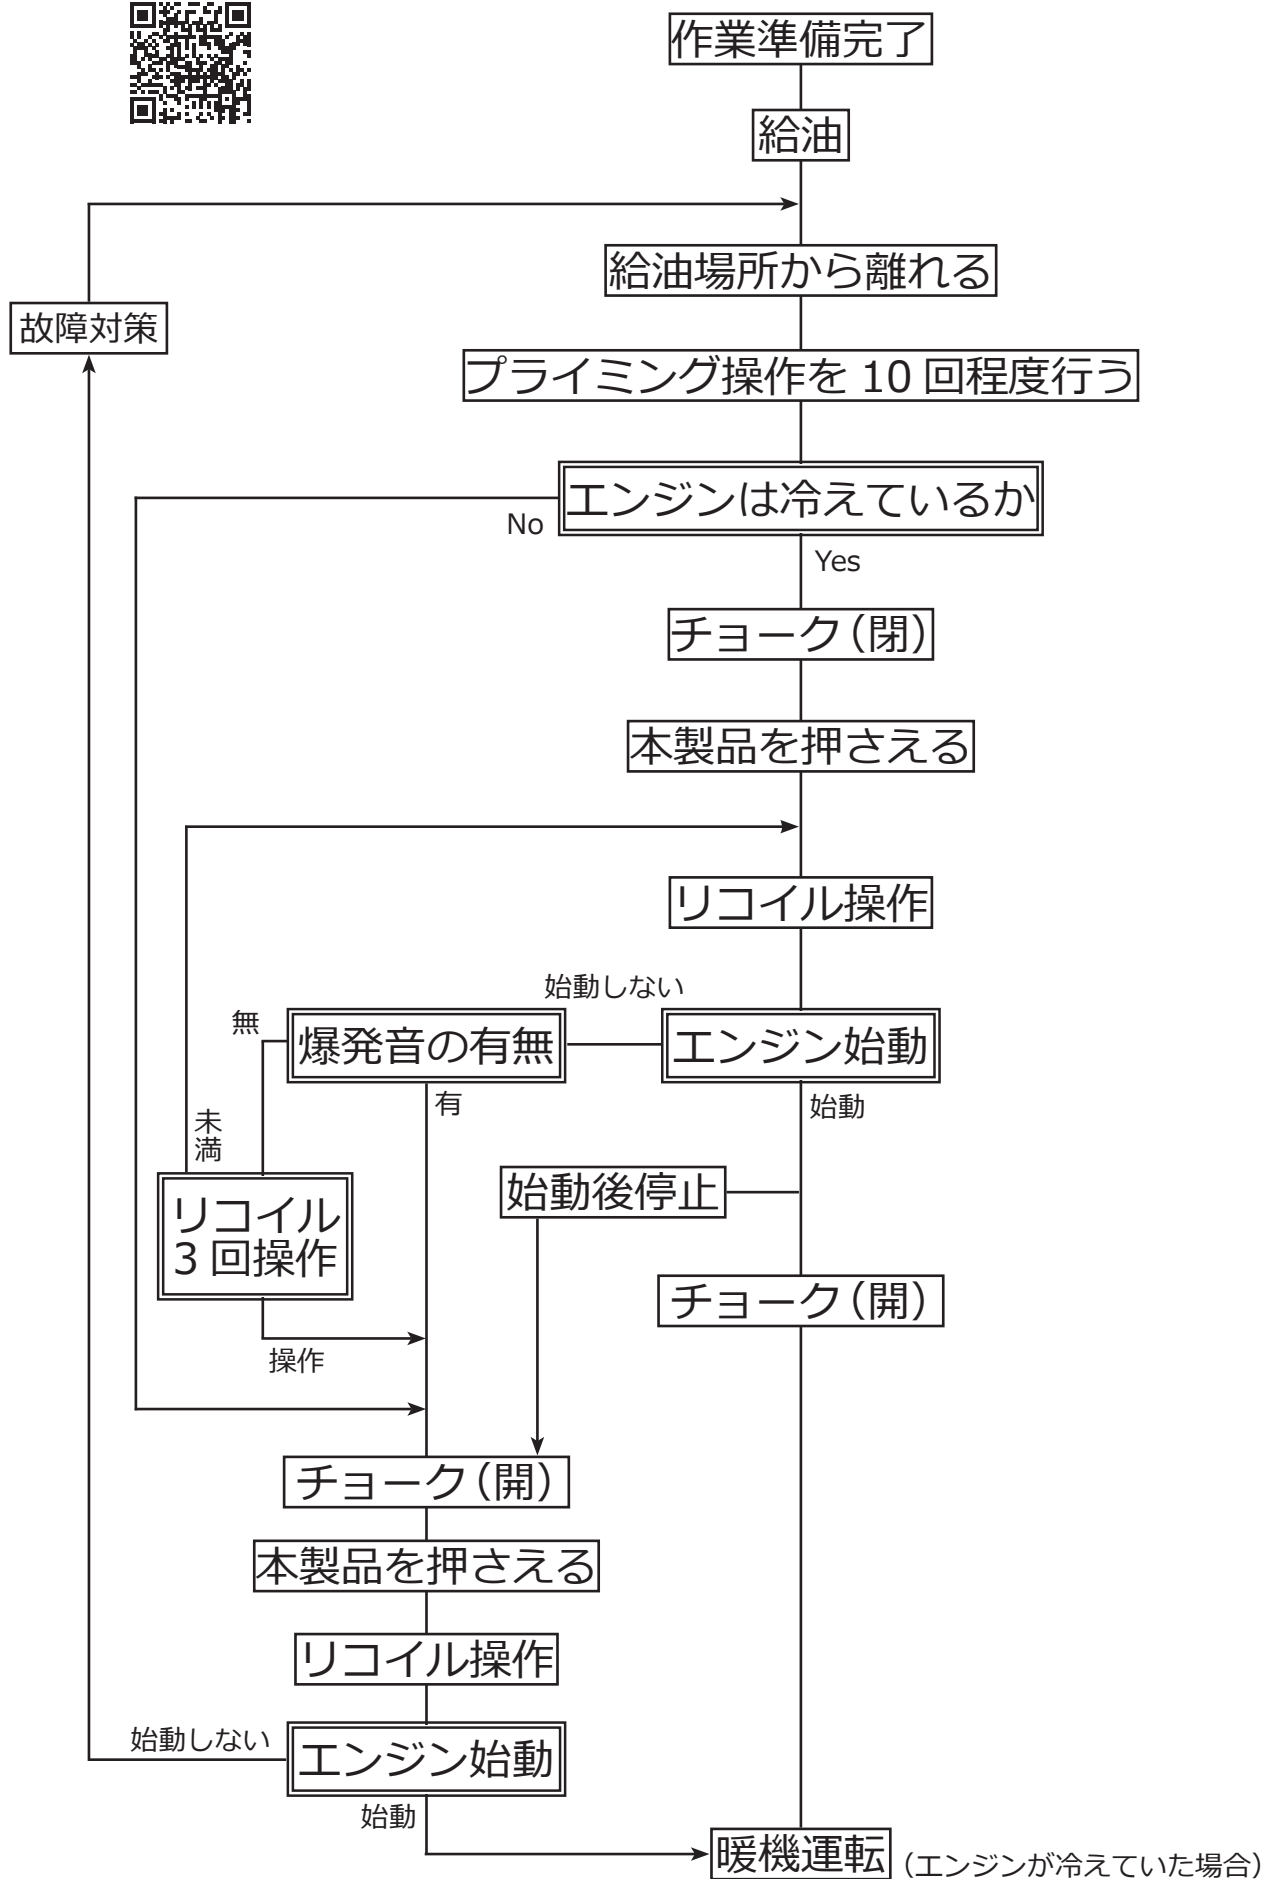 作業準備完了
給油
給油場所から離れる
故障対策
プライミング操作を 10 回程度行う
エンジンは冷えているか
No
Yes
チョーク（閉）
本製品を押さえる
リコイル操作
始動しない
無
爆発音の有無
エンジン始動
有
始動
未満
始動後停止
リコイル
3 回操作
チョーク（開）
操作
チョーク（開）
本製品を押さえる
リコイル操作
始動しない
エンジン始動
始動
暖機運転
（エンジンが冷えていた場合）